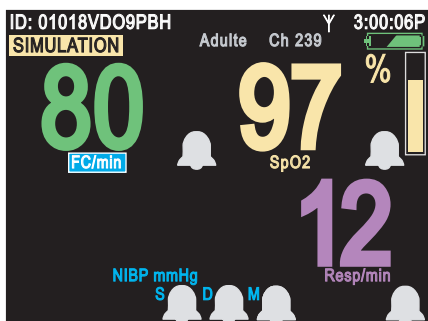 ID: 01018VDO9PBH 3:00:06P
SIMULATION Adulte Ch 239
80 97 %
FC/min SpO2
12
NIBP mmHg Resp/min
S D M